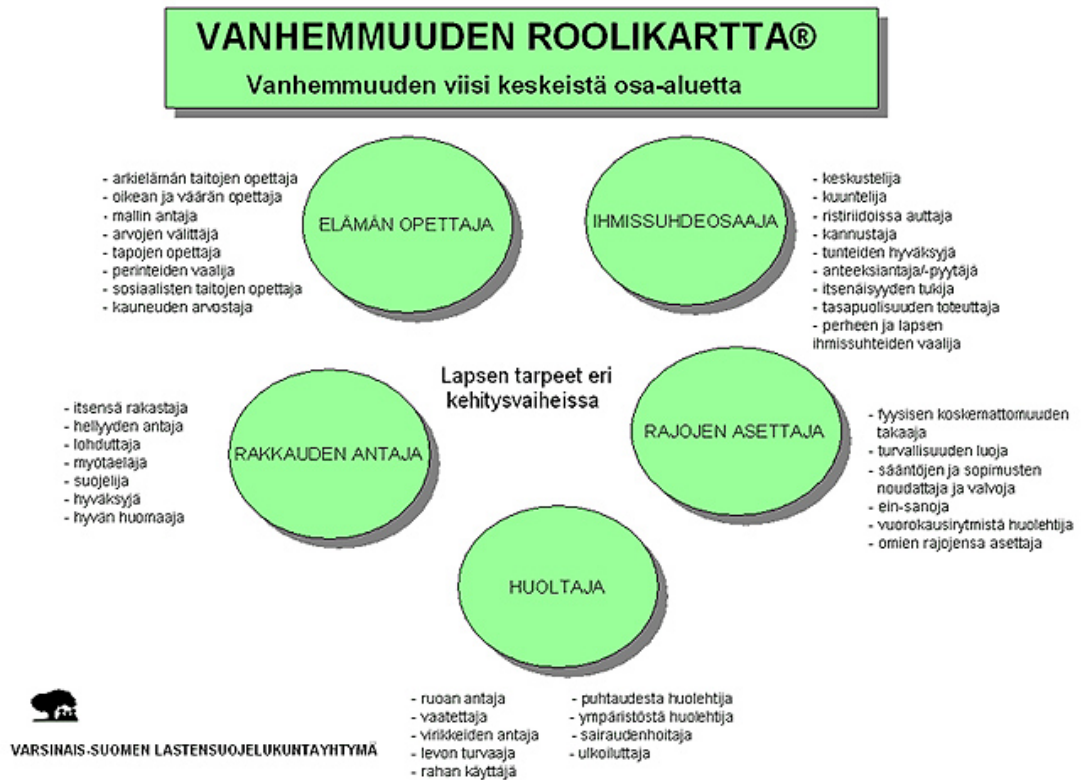 VANHEMMUUDEN ROOLIKARTTA®
Vanhemmuuden viisi keskeistä osa-aluetta
- arkielämän taitojen opettaja
- oikean ja väärän opettaja
- mallin antaja
- arvojen välittäjä
- tapojen opettaja
- perinteiden vaalija
- sosiaalisten taitojen opettaja
- kauneuden arvostaja
ELÄMÄN OPETTAJA
IHMISSUHDEOSAAJA
- keskustelija
- kuuntelija
- ristiriidoissa auttaja
- kannustaja
- tunteiden hyväksyjä
- anteeksiantaja/-pyytäjä
- itsenäisyyden tukija
- tasapuolisuuden toteuttaja
- perheen ja lapsen
ihmissuhteiden vaalija
Lapsen tarpeet eri
kehitysvaiheissa
- itsensä rakastaja
- hellyyden antaja
- lohduttaja
- myötäeläjä
- suojelija
- hyväksyjä
- hyvän huomaaja
RAKKAUDEN ANTAJA
RAJOJEN ASETTAJA
- fyysisen koskemattomuuden
takaaja
- turvallisuuden luoja
- sääntöjen ja sopimusten
noudattaja ja valvoja
- ein-sanoja
- vuorokausirytmistä huolehtija
- omien rajojensa asettaja
HUOLTAJA
- ruoan antaja
- vaatettaja
- virikkeiden antaja
- levon turvaaja
- rahan käyttäjä
- puhtaudesta huolehtija
- ympäristöstä huolehtija
- sairaudenhoitaja
- ulkoiluttaja
VARSINAIS-SUOMEN LASTENSUOJELUKUNTAYHTYMÄ